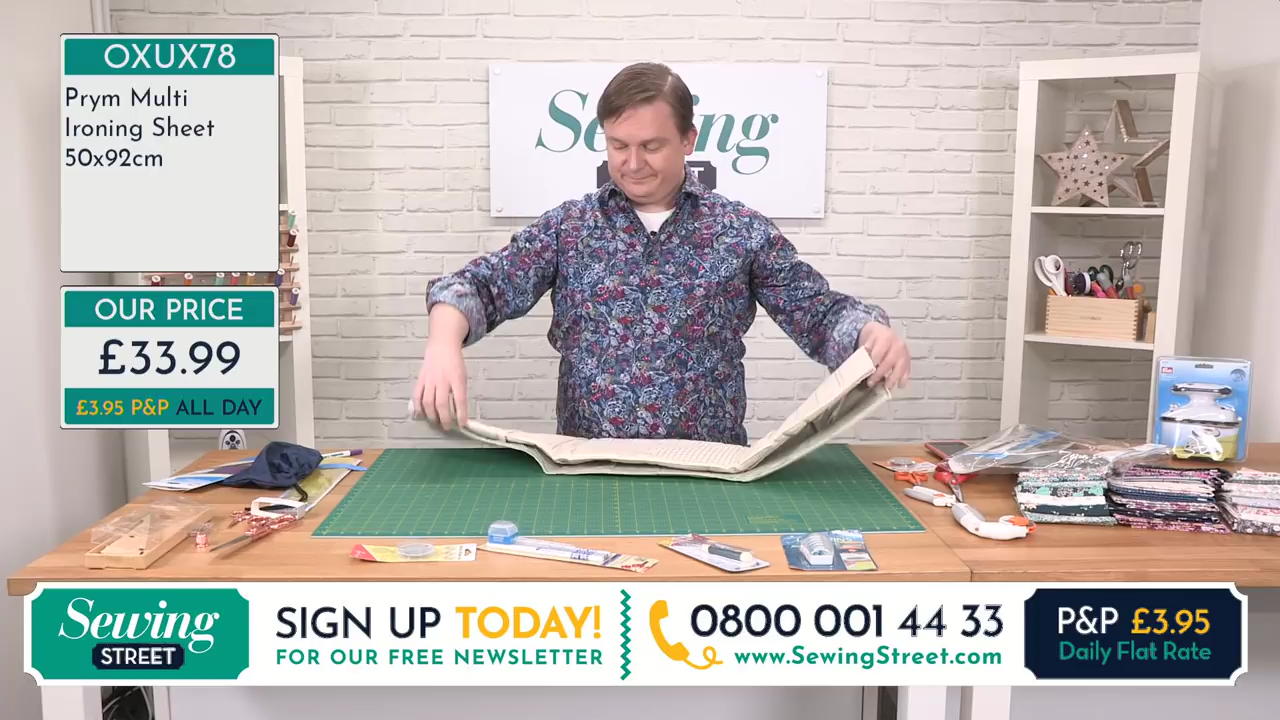 OXUX78
Prym Multi
Ironing Sheet
50x92cm
OUR PRICE
£33.99
£3.95 P&P ALL DAY
Sewing
STREET
SIGN UP TODAY!
FOR OUR FREE NEWSLETTER
0800 001 44 33
www.SewingStreet.com
P&P £3.95
Daily Flat Rate